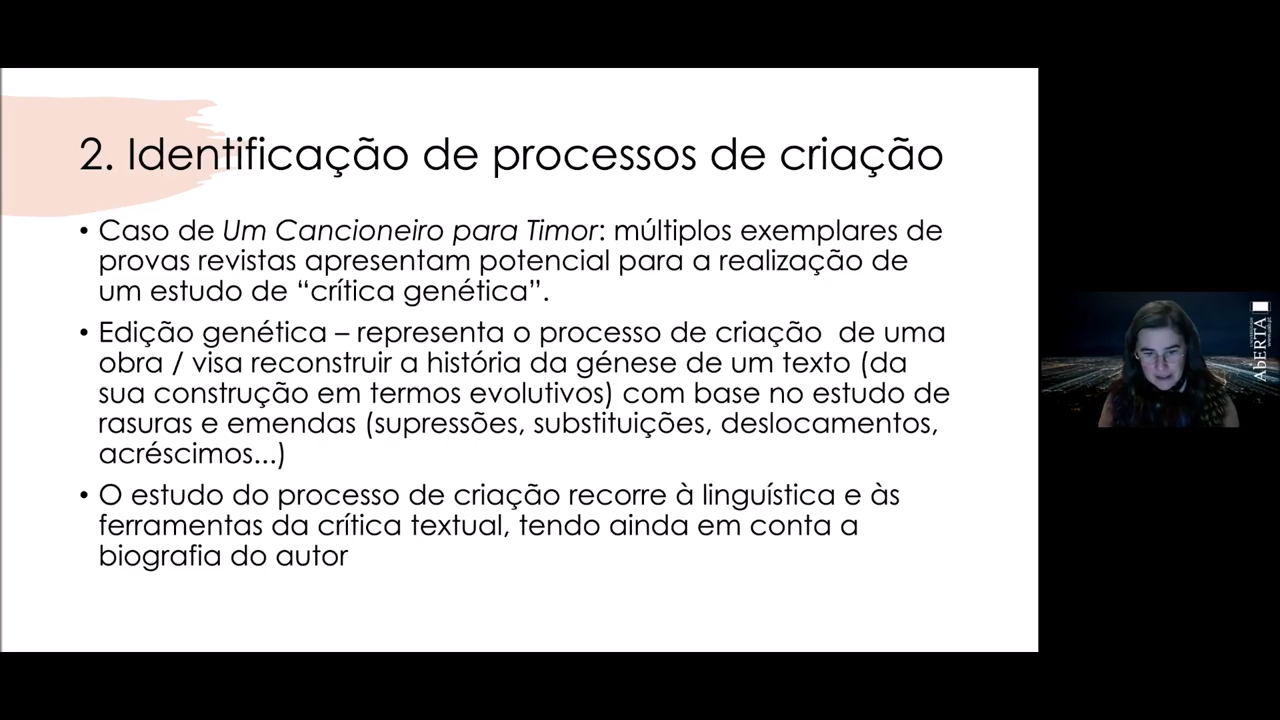 2. Identificação de processos de criação
• Caso de Um Cancioneiro para Timor: múltiplos exemplares de
provas revistas apresentam potencial para a realização de
um estudo de “crítica genética”.
• Edição genética – representa o processo de criação  de uma
obra / visa reconstruir a história da génese de um texto (da
sua construção em termos evolutivos) com base no estudo de
rasuras e emendas (supressões, substituições, deslocamentos,
acréscimos...)
• O estudo do processo de criação recorre à linguística e às
ferramentas da crítica textual, tendo ainda em conta a
biografia do autor
AbERTA